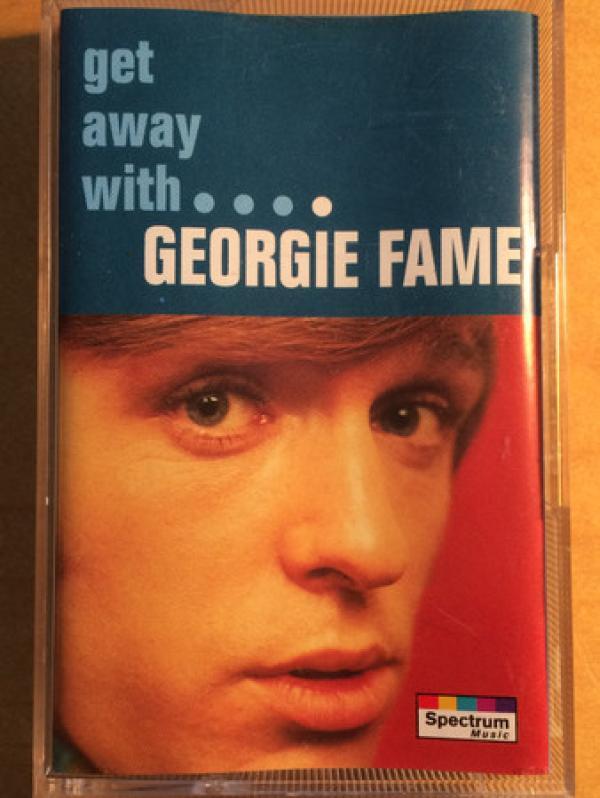 get
away
with....
GEORGIE FAME
Spectrum
Music